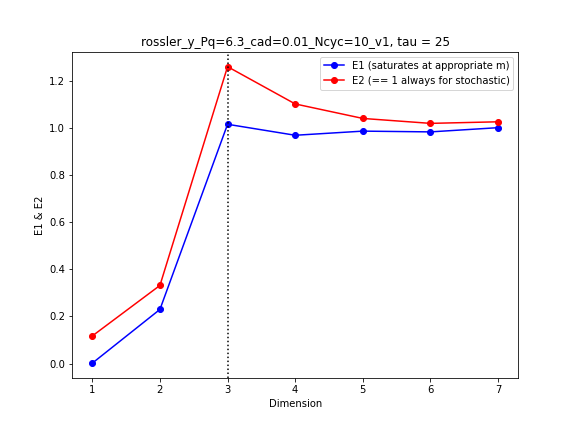 rossler_y_Pq=6.3_cad=0.01_Ncyc=10_v1, tau = 25
E1 (saturates at appropriate m)
E2 (== 1 always for stochastic)
E1 & E2
1.2
1.0
0.8
0.6
0.4
0.2
0.0
1 2 3 4 5 6 7
Dimension